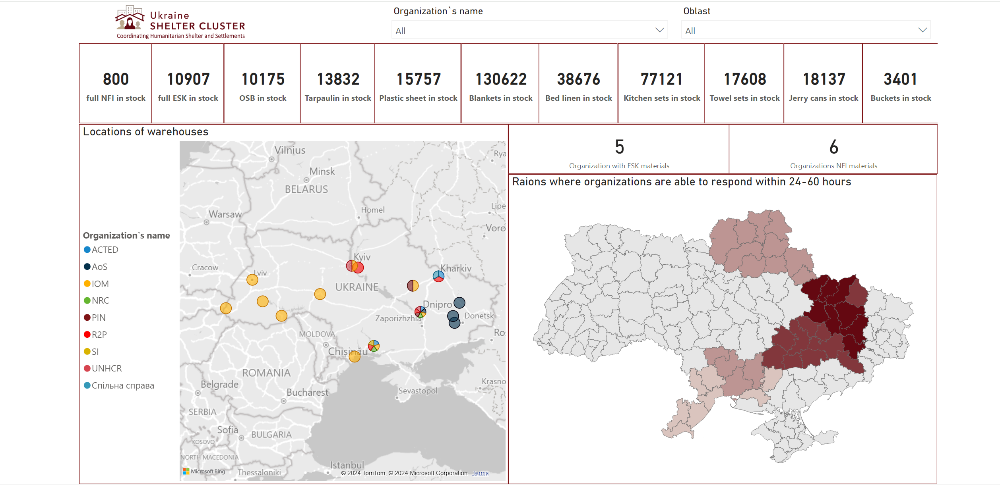 Ukraine
SHELTER CLUSTER
Coordinating Humanitarian Shelter and Settlements
Organization`s name
All
Oblast
All
800
full NFI in stock
10907
full ESK in stock
10175
OSB in stock
13832
Tarpaulin in stock
15757
Plastic sheet in stock
130622
Blankets in stock
38676
Bed linen in stock
77121
Kitchen sets in stock
17608
Towel sets in stock
18137
Jerry cans in stock
3401
Buckets in stock
Locations of warehouses
Organization`s name
ACTED
AoS
IOM
NRC
PIN
R2P
SI
UNHCR
Спільна справа
Vilnius
Rya
Minsk
BELARUS
Homel
Lipe
Warsaw
Voro
Kyiv
Cracow
Lviv
Kharkiv
UKRAINE
Dnipro
Zaporizhzhia
Donetsk
MOLDOVA
Ro
Chișinău
ROMANIA
Belgrade
Krasno
Sevastopol
Bucharest
SERBIA
Sofia
BULGARIA
KOSOVO
NORTH MACEDONIA
Istanbul
Microsoft Bing
Thessaloniki
© 2024 TomTom, © 2024 Microsoft Corporation Terms
5
Organization with ESK materials
6
Organizations NFI materials
Raions where organizations are able to respond within 24-60 hours